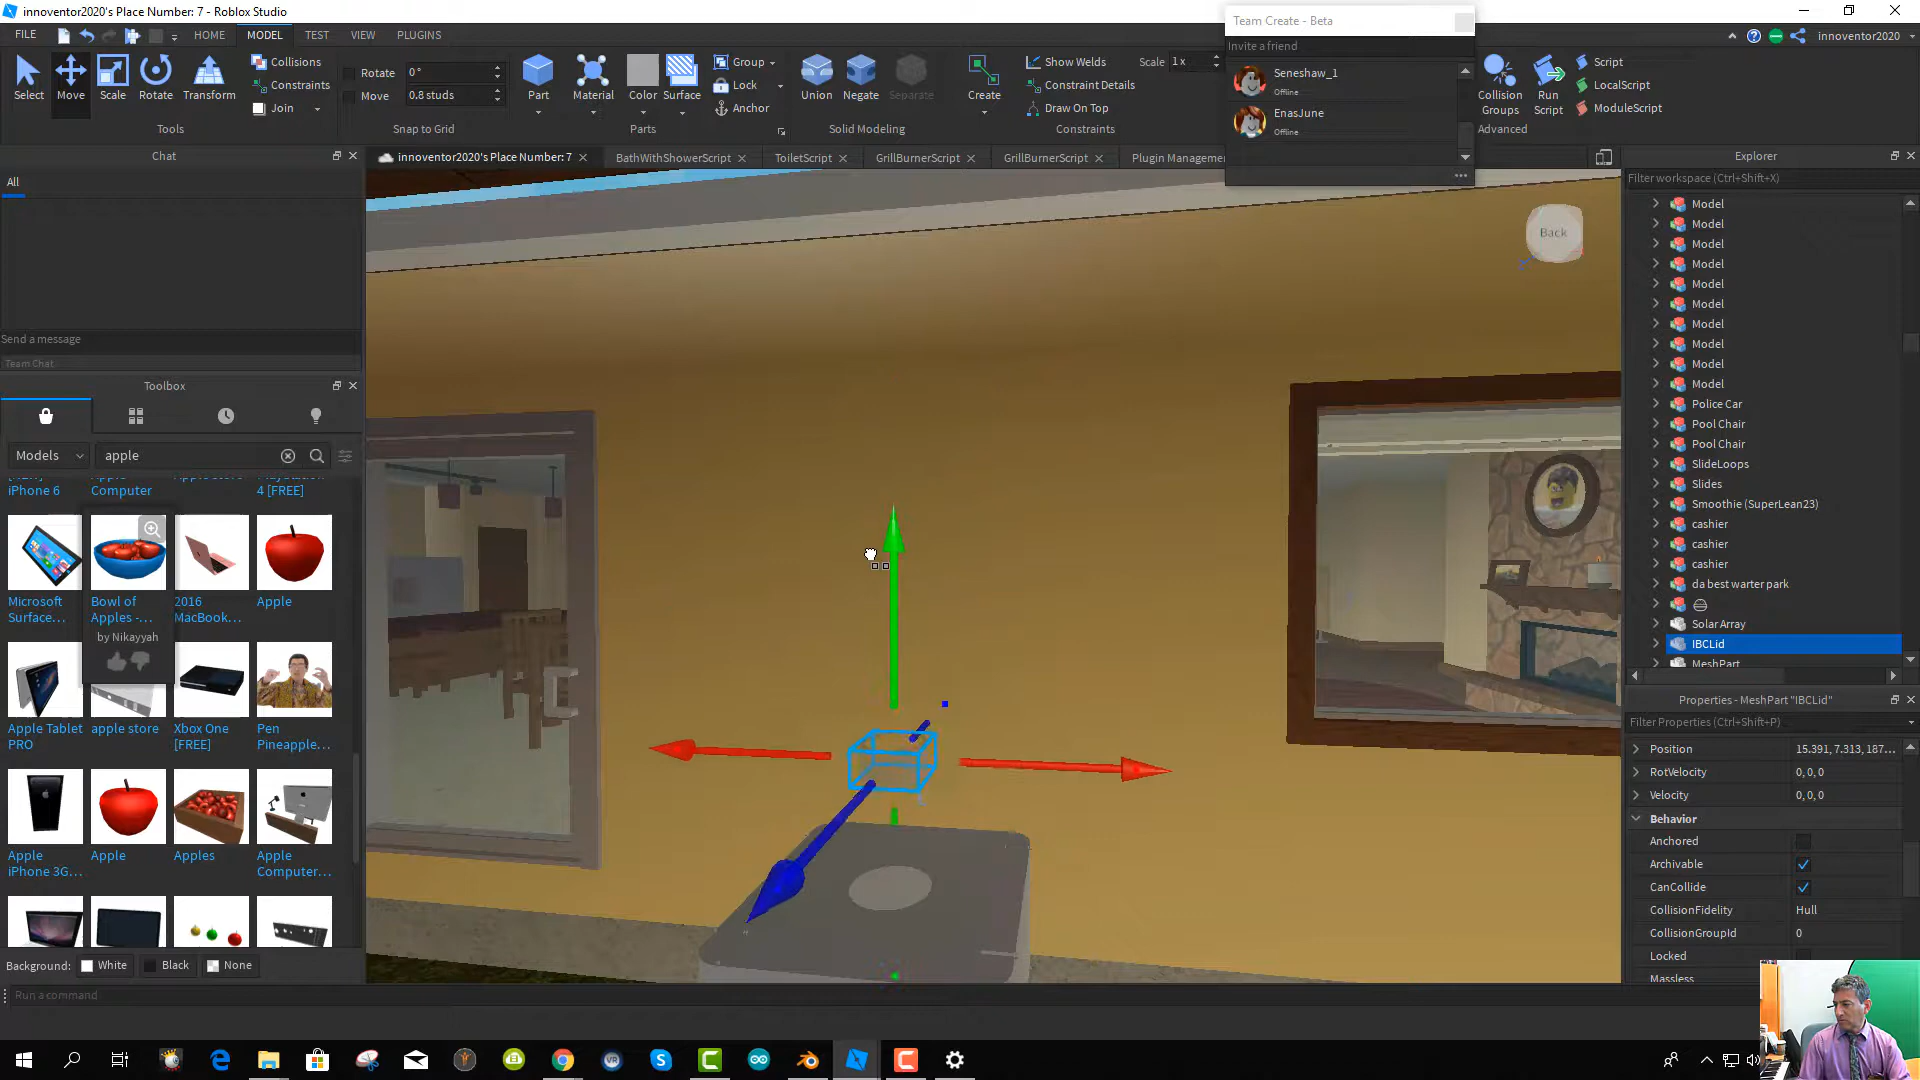 innoventor2020's Place Number: 7 - Roblox Studio
Team Create - Beta
FILE
HOME
MODEL
TEST
VIEW
PLUGINS
innoventor2020
Invite a friend
Seneshaw_1
Offline
EnasJune
Offline
Select
Move
Scale
Rotate
Transform
Collisions
Constraints
Join
Tools
Rotate
0 °
Move
0.8 studs
Snap to Grid
Part
Material
Color
Surface
Group
Lock
Anchor
Parts
Union
Negate
Separate
Solid Modeling
Create
Show Welds
Scale
1 x
Constraint Details
Draw On Top
Constraints
Collision
Groups
Run
Script
Script
LocalScript
ModuleScript
Advanced
Chat
All
Send a message
Team Chat
innoventor2020's Place Number: 7
BathWithShowerScript
ToiletScript
GrillBurnerScript
GrillBurnerScript
Plugin Manageme
Back
Toolbox
Models
apple
iPhone 6
Computer
4 [FREE]
Microsoft
Surface...
Bowl of
Apples -...
by Nikayyah
2016
MacBook...
Apple
Apple Tablet
PRO
apple store
Xbox One
[FREE]
Pen
Pineapple...
Apple
iPhone 3G...
Apple
Apples
Apple
Computer...
Background:
White
Black
None
Run a command
Explorer
Filter workspace (Ctrl+Shift+X)
Model
Model
Model
Model
Model
Model
Model
Model
Model
Model
Police Car
Pool Chair
Pool Chair
SlideLoops
Slides
Smoothie (SuperLean23)
cashier
cashier
cashier
da best warter park
Solar Array
IBCLid
MeshPart
Properties - MeshPart "IBCLid"
Filter Properties (Ctrl+Shift+P)
Position
15.391, 7.313, 187...
RotVelocity
0, 0, 0
Velocity
0, 0, 0
Behavior
Anchored
Archivable
CanCollide
CollisionFidelity
Hull
CollisionGroupId
0
Locked
Massless